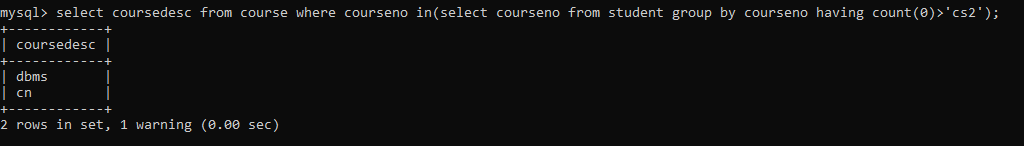 mysql> select coursedesc from course where courseno in(select courseno from student group by courseno having count(0)>'cs2');
+------------+
| coursedesc |
+------------+
| dbms       |
| cn         |
+------------+
2 rows in set, 1 warning (0.00 sec)